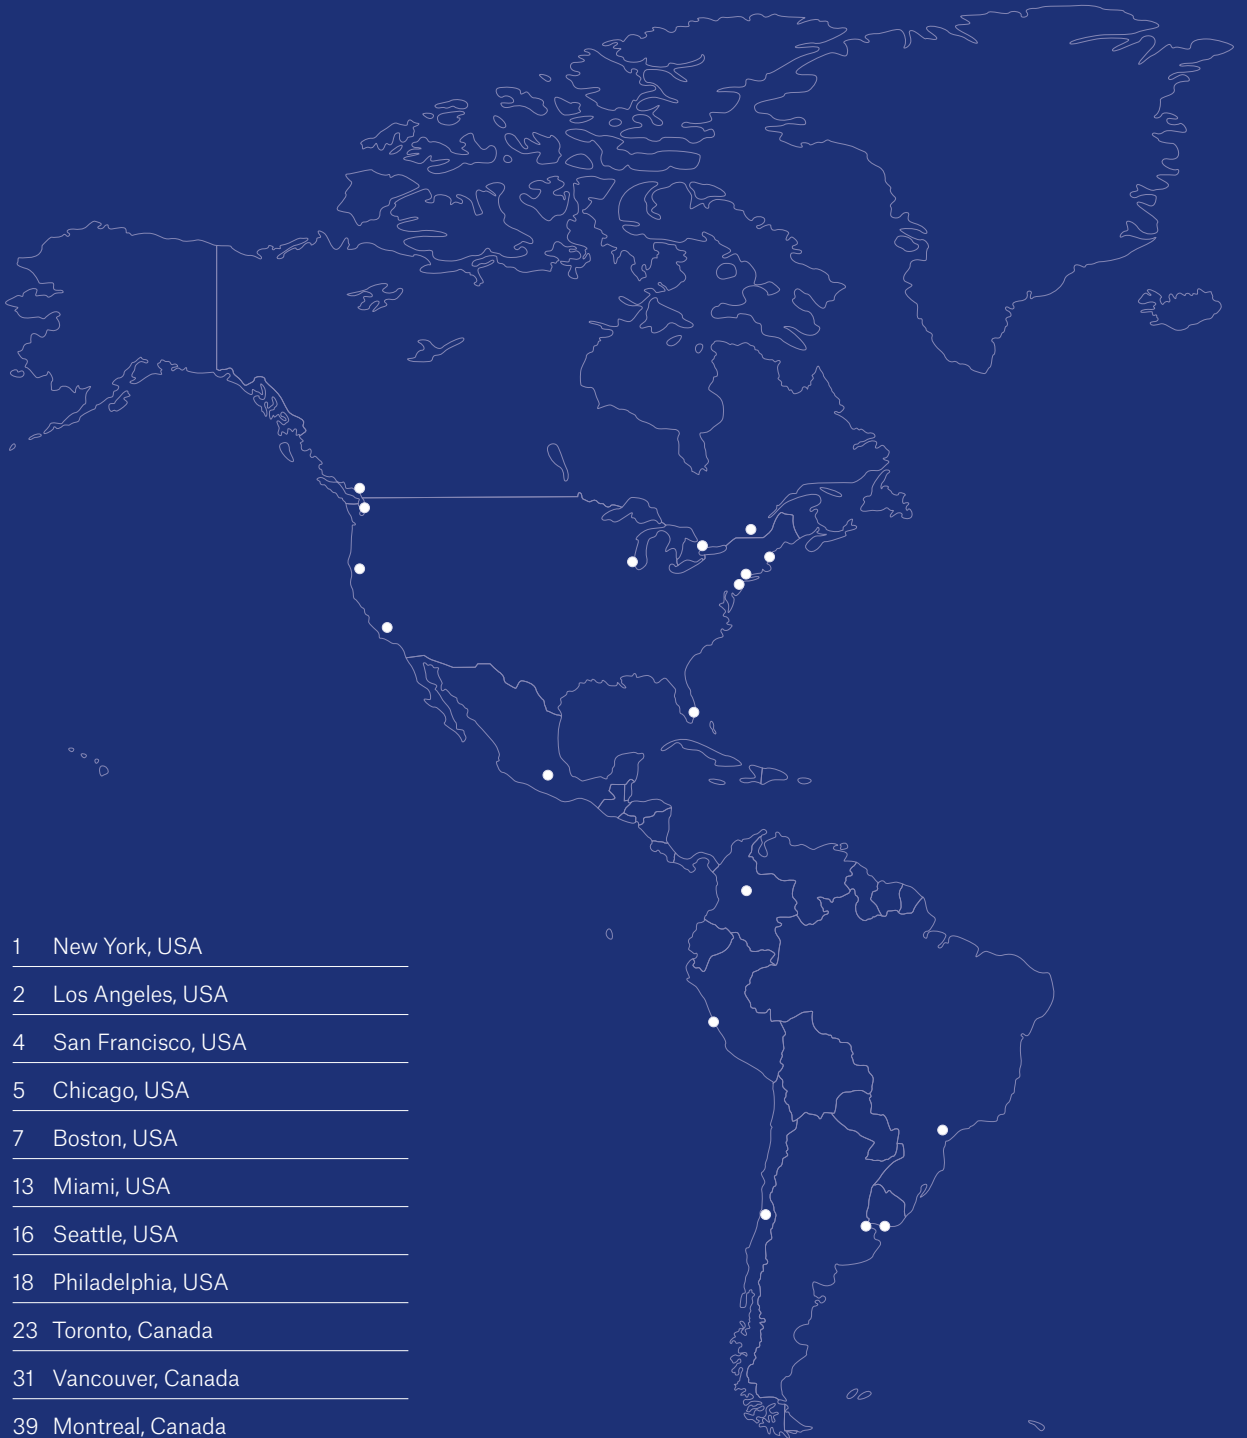 1 New York, USA
2 Los Angeles, USA
4 San Francisco, USA
5 Chicago, USA
7 Boston, USA
13 Miami, USA
16 Seattle, USA
18 Philadelphia, USA
23 Toronto, Canada
31 Vancouver, Canada
39 Montreal, Canada